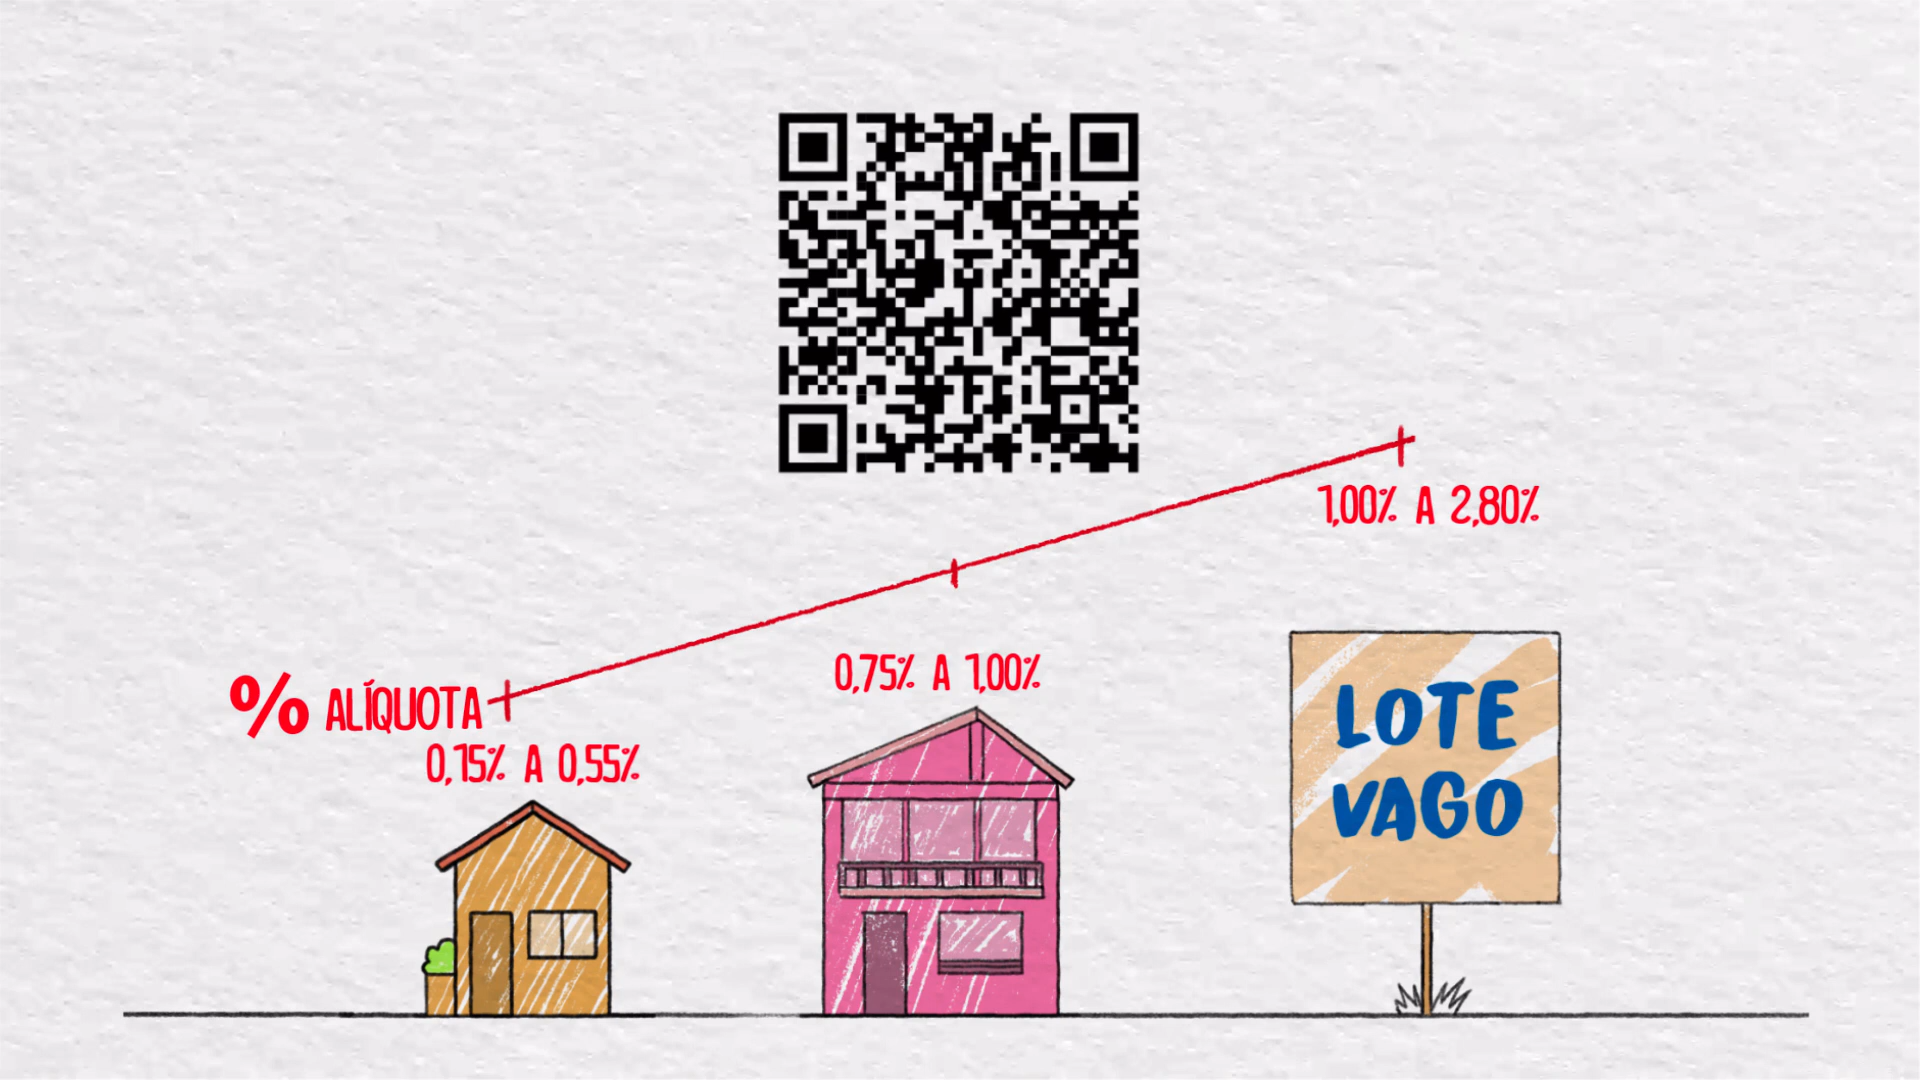 1,00% A 2,80%
0,75% A 1,00%
% ALÍQUOTA
0,15% A 0,55%
LOTE
VAGO